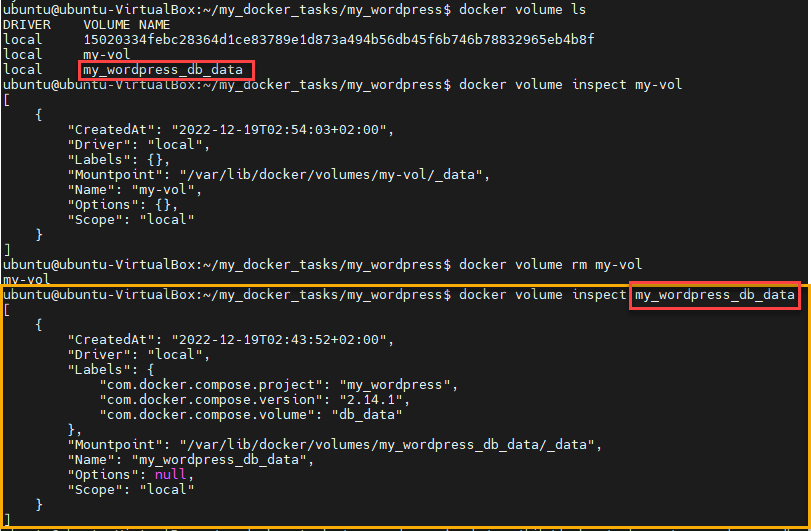 ubuntu@ubuntu-VirtualBox:~/my_docker_tasks/my_wordpress$ docker volume ls
DRIVER    VOLUME NAME
local     15020334febc28364d1ce83789e1d873a494b56db45f6b746b78832965eb4b8f
local     my-vol
local     my_wordpress_db_data
ubuntu@ubuntu-VirtualBox:~/my_docker_tasks/my_wordpress$ docker volume inspect my-vol
[
    {
        "CreatedAt": "2022-12-19T02:54:03+02:00",
        "Driver": "local",
        "Labels": {},
        "Mountpoint": "/var/lib/docker/volumes/my-vol/_data",
        "Name": "my-vol",
        "Options": {},
        "Scope": "local"
    }
]
ubuntu@ubuntu-VirtualBox:~/my_docker_tasks/my_wordpress$ docker volume rm my-vol
my-vol
ubuntu@ubuntu-VirtualBox:~/my_docker_tasks/my_wordpress$ docker volume inspect my_wordpress_db_data
[
    {
        "CreatedAt": "2022-12-19T02:43:52+02:00",
        "Driver": "local",
        "Labels": {
            "com.docker.compose.project": "my_wordpress",
            "com.docker.compose.version": "2.14.1",
            "com.docker.compose.volume": "db_data"
        },
        "Mountpoint": "/var/lib/docker/volumes/my_wordpress_db_data/_data",
        "Name": "my_wordpress_db_data",
        "Options": null,
        "Scope": "local"
    }
]